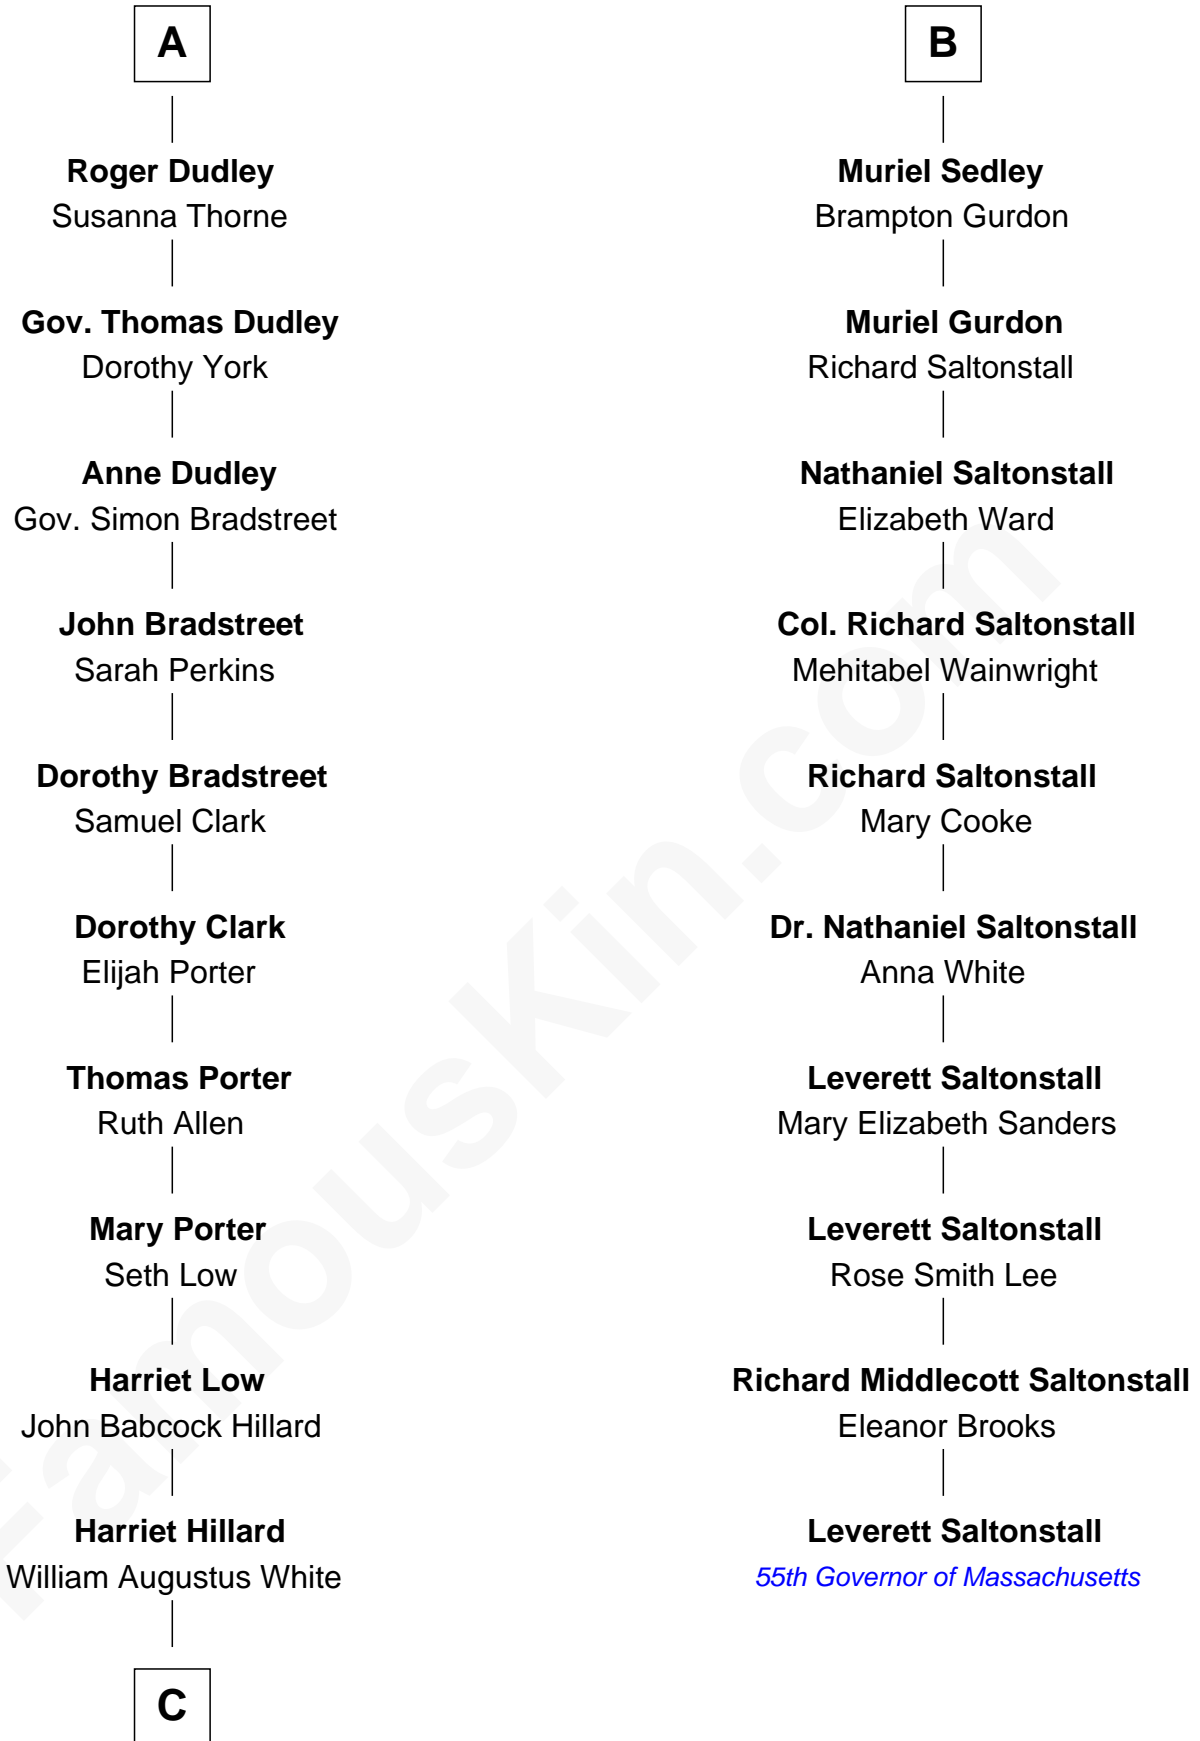 A
Roger Dudley
Susanna Thorne
Gov. Thomas Dudley
Dorothy York
Anne Dudley
Gov. Simon Bradstreet
John Bradstreet
Sarah Perkins
Dorothy Bradstreet
Samuel Clark
Dorothy Clark
Elijah Porter
Thomas Porter
Ruth Allen
Mary Porter
Seth Low
Harriet Low
John Babcock Hillard
Harriet Hillard
William Augustus White
C
B
Muriel Sedley
Brampton Gurdon
Muriel Gurdon
Richard Saltonstall
Nathaniel Saltonstall
Elizabeth Ward
Col. Richard Saltonstall
Mehitabel Wainwright
Richard Saltonstall
Mary Cooke
Dr. Nathaniel Saltonstall
Anna White
Leverett Saltonstall
Mary Elizabeth Sanders
Leverett Saltonstall
Rose Smith Lee
Richard Middlecott Saltonstall
Eleanor Brooks
Leverett Saltonstall
55th Governor of Massachusetts
FamousKin.com